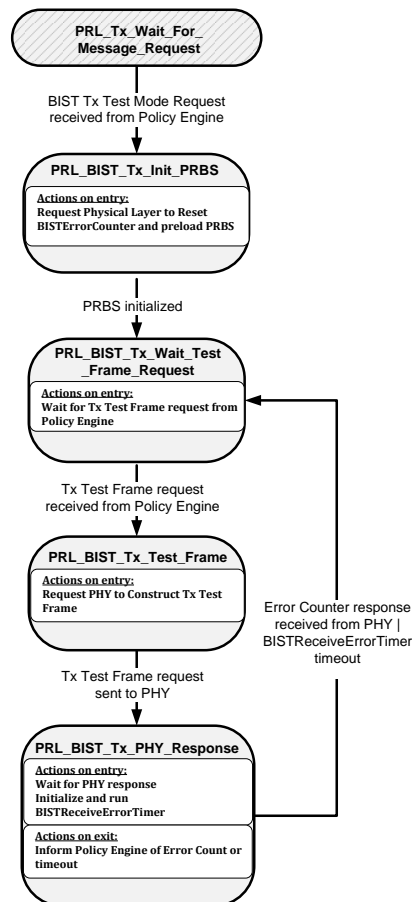 PRL_Tx_Wait_For_
Message_Request
BIST Tx Test Mode Request
received from Policy Engine
PRL_BIST_Tx_Init_PRBS
Actions on entry:
Request Physical Layer to Reset
BISTErrorCounter and preload PRBS
PRBS initialized
PRL_BIST_Tx_Wait_Test
_Frame_Request
Actions on entry:
Wait for Tx Test Frame request from
Policy Engine
Tx Test Frame request
received from Policy Engine
PRL_BIST_Tx_Test_Frame
Actions on entry:
Request PHY to Construct Tx Test
Frame
Error Counter response
received from PHY |
BISTReceiveErrorTimer
timeout
Tx Test Frame request
sent to PHY
PRL_BIST_Tx_PHY_Response
Actions on entry:
Wait for PHY response
Initialize and run
BISTReceiveErrorTimer
Actions on exit:
Inform Policy Engine of Error Count or
timeout